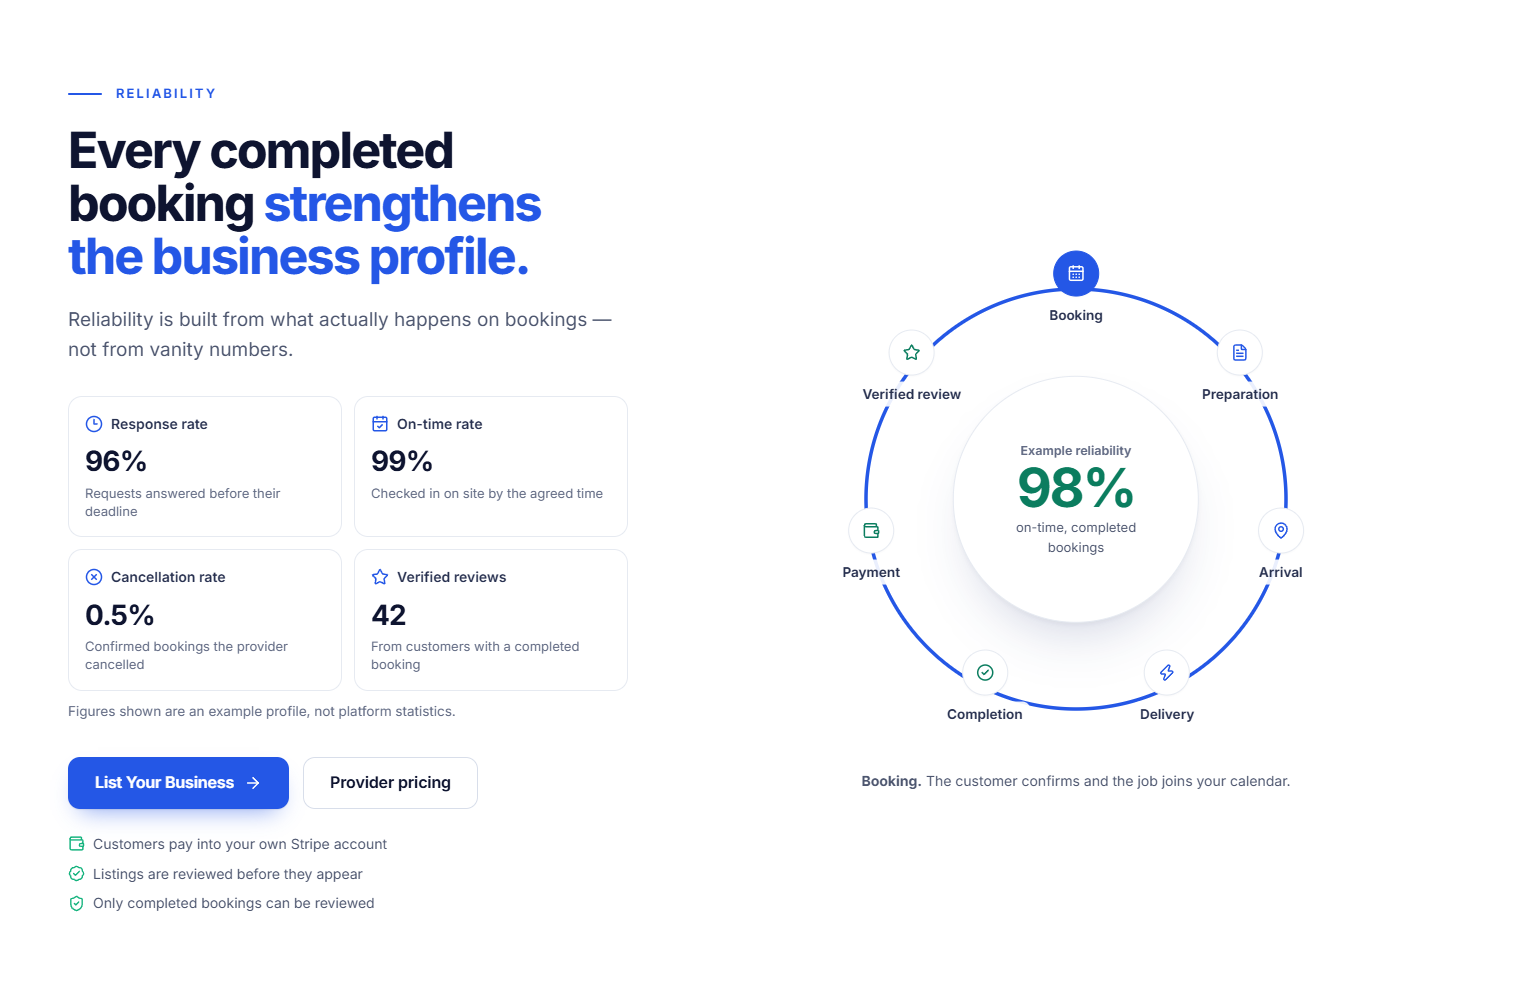 RELIABILITY
Every completed
booking strengthens
the business profile.
Reliability is built from what actually happens on bookings —
not from vanity numbers.
Response rate
96%
Requests answered before their
deadline
On-time rate
99%
Checked in on site by the agreed time
Cancellation rate
0.5%
Confirmed bookings the provider
cancelled
Verified reviews
42
From customers with a completed
booking
Figures shown are an example profile, not platform statistics.
List Your Business
Provider pricing
Customers pay into your own Stripe account
Listings are reviewed before they appear
Only completed bookings can be reviewed
Booking
Preparation
Arrival
Delivery
Completion
Payment
Verified review
Example reliability
98%
on-time, completed
bookings
Booking. The customer confirms and the job joins your calendar.